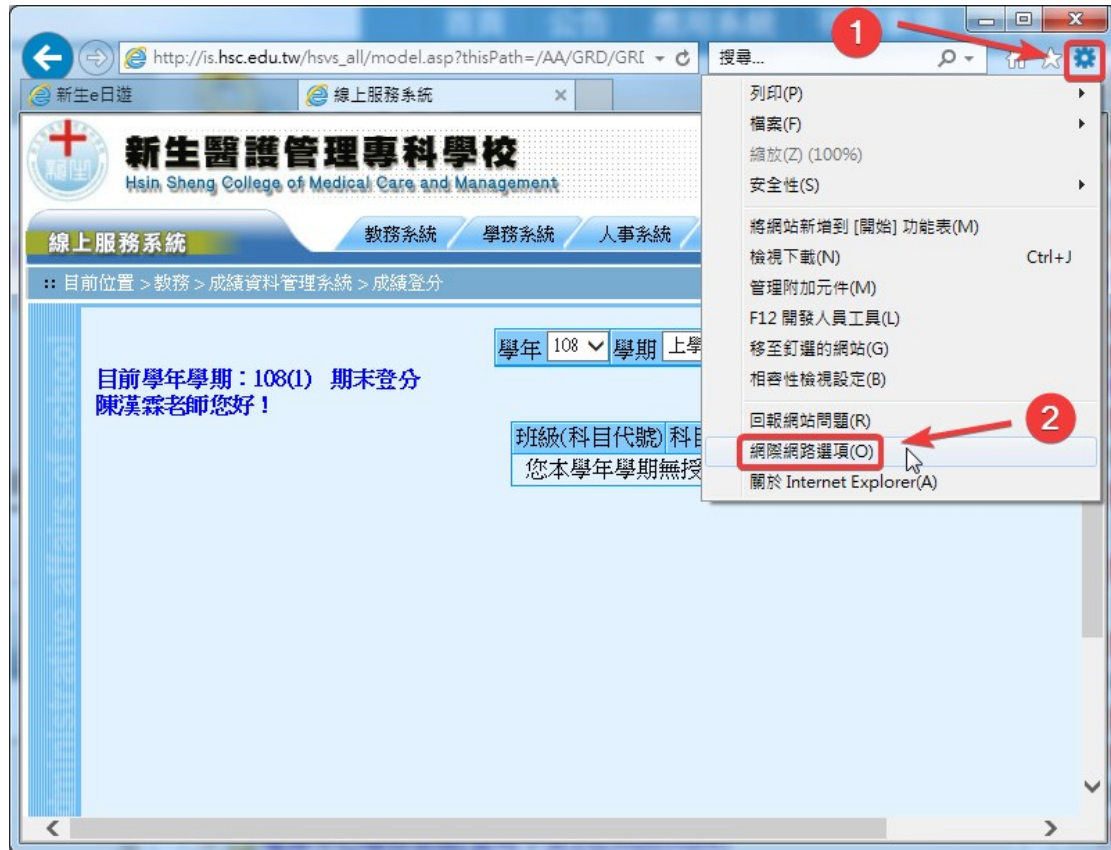 首頁 公告
1
http://is.hsc.edu.tw/hsvs_all/model.asp?thisPath=/AA/GRD/GRD
搜尋...
新生e日遊
線上服務系統
新生醫護管理專科學校
Hsin Sheng College of Medical Care and Management
線上服務系統
教務系統
學務系統
人事系統
:: 目前位置 > 教務 > 成績資料管理系統 > 成績登分
學年 108 學期 上學
目前學年學期：108(1) 期末登分
陳漢霖老師您好！
班級(科目代號) 科目
您本學年學期無授
列印(P)
檔案(F)
縮放(Z) (100%)
安全性(S)
將網站新增到 [開始] 功能表(M)
檢視下載(N) Ctrl+J
管理附加元件(M)
F12 開發人員工具(L)
移至釘選的網站(G)
相容性檢視設定(B)
回報網站問題(R)
2
網際網路選項(O)
關於 Internet Explorer(A)
administrative affairs of school